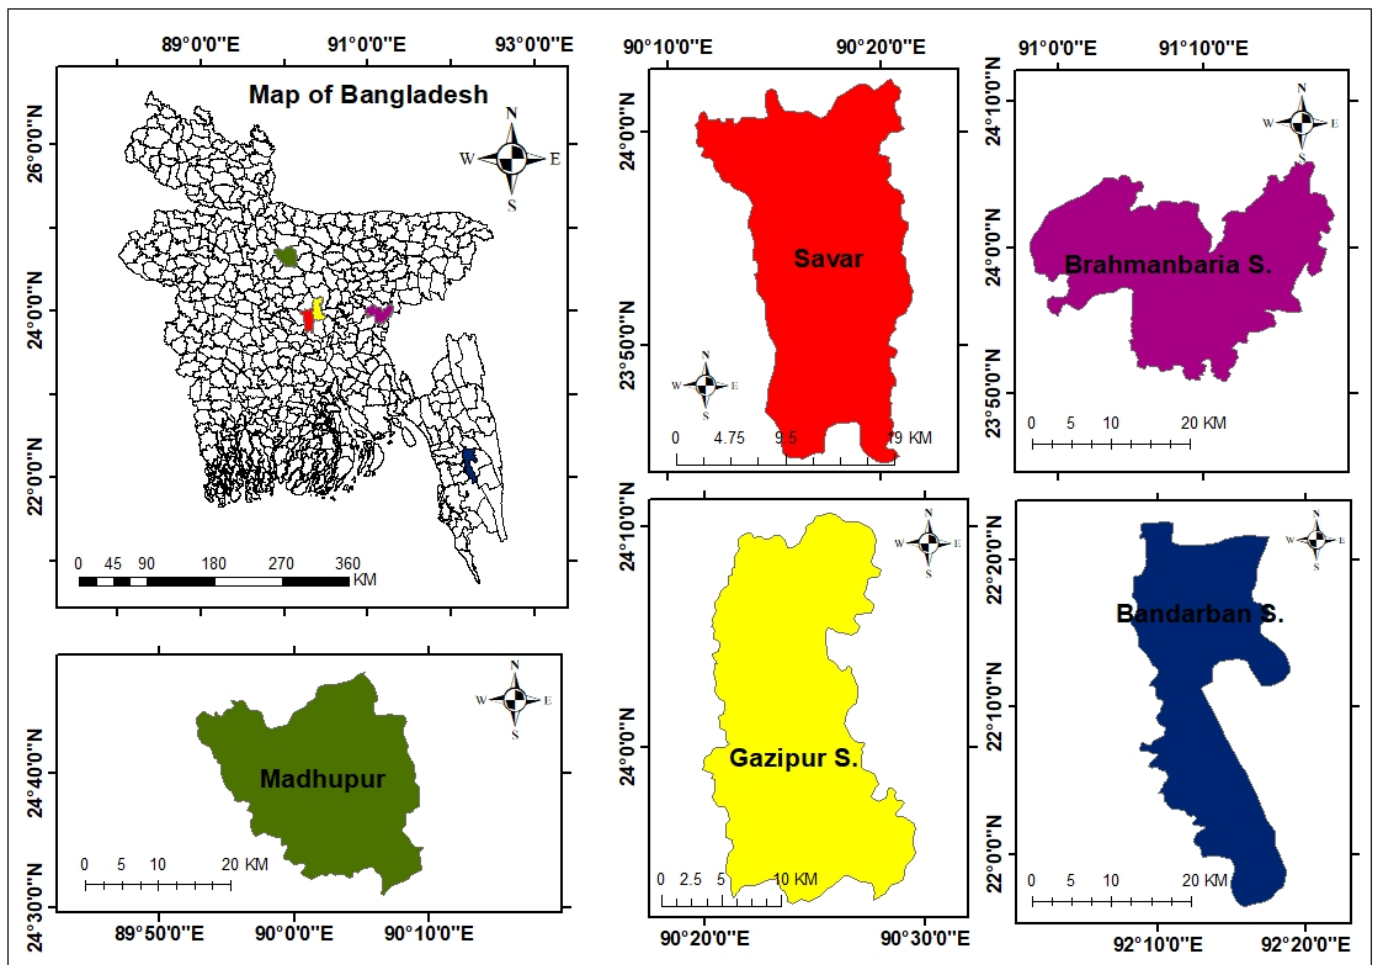 89°0'0"E 91°0'0"E 93°0'0"E
Map of Bangladesh
N
W E
S
26°0'0"N
24°0'0"N
22°0'0"N
0 45 90 180 270 360
KM
90°10'0"E 90°20'0"E
24°0'0"N
Savar
23°50'0"N
N
W E
S
0 4.75 9.5 19 KM
91°0'0"E 91°10'0"E
24°10'0"N
N
W E
S
24°0'0"N
Brahmanbaria S.
23°50'0"N
0 5 10 20 KM
N
W E
S
24°40'0"N
Madhupur
0 5 10 20 KM
24°30'0"N
89°50'0"E 90°0'0"E 90°10'0"E
24°10'0"N
N
W E
S
24°0'0"N
Gazipur S.
0 2.5 5 10 KM
90°20'0"E 90°30'0"E
N
W E
S
22°20'0"N
Bandarban S.
22°10'0"N
22°0'0"N
0 5 10 20 KM
92°10'0"E 92°20'0"E